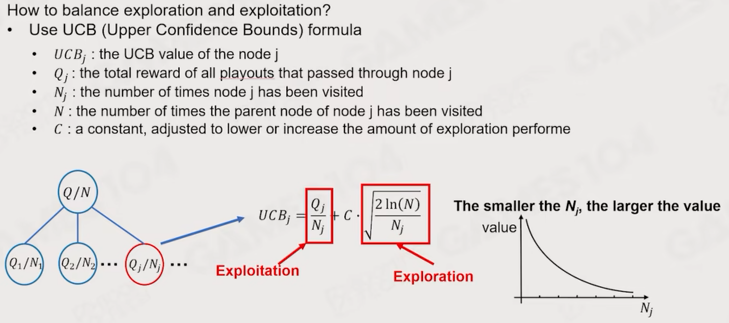 How to balance exploration and exploitation?
• Use UCB (Upper Confidence Bounds) formula
• UCB_j : the UCB value of the node j
• Q_j : the total reward of all playouts that passed through node j
• N_j : the number of times node j has been visited
• N : the number of times the parent node of node j has been visited
• C : a constant, adjusted to lower or increase the amount of exploration performe
Q/N
Q_1/N_1 Q_2/N_2 ••• Q_j/N_j •••
UCB_j = Q_j/N_j + C · √(2 ln(N)/N_j)
Exploitation
Exploration
The smaller the N_j, the larger the value
value
N_j
GAMES104